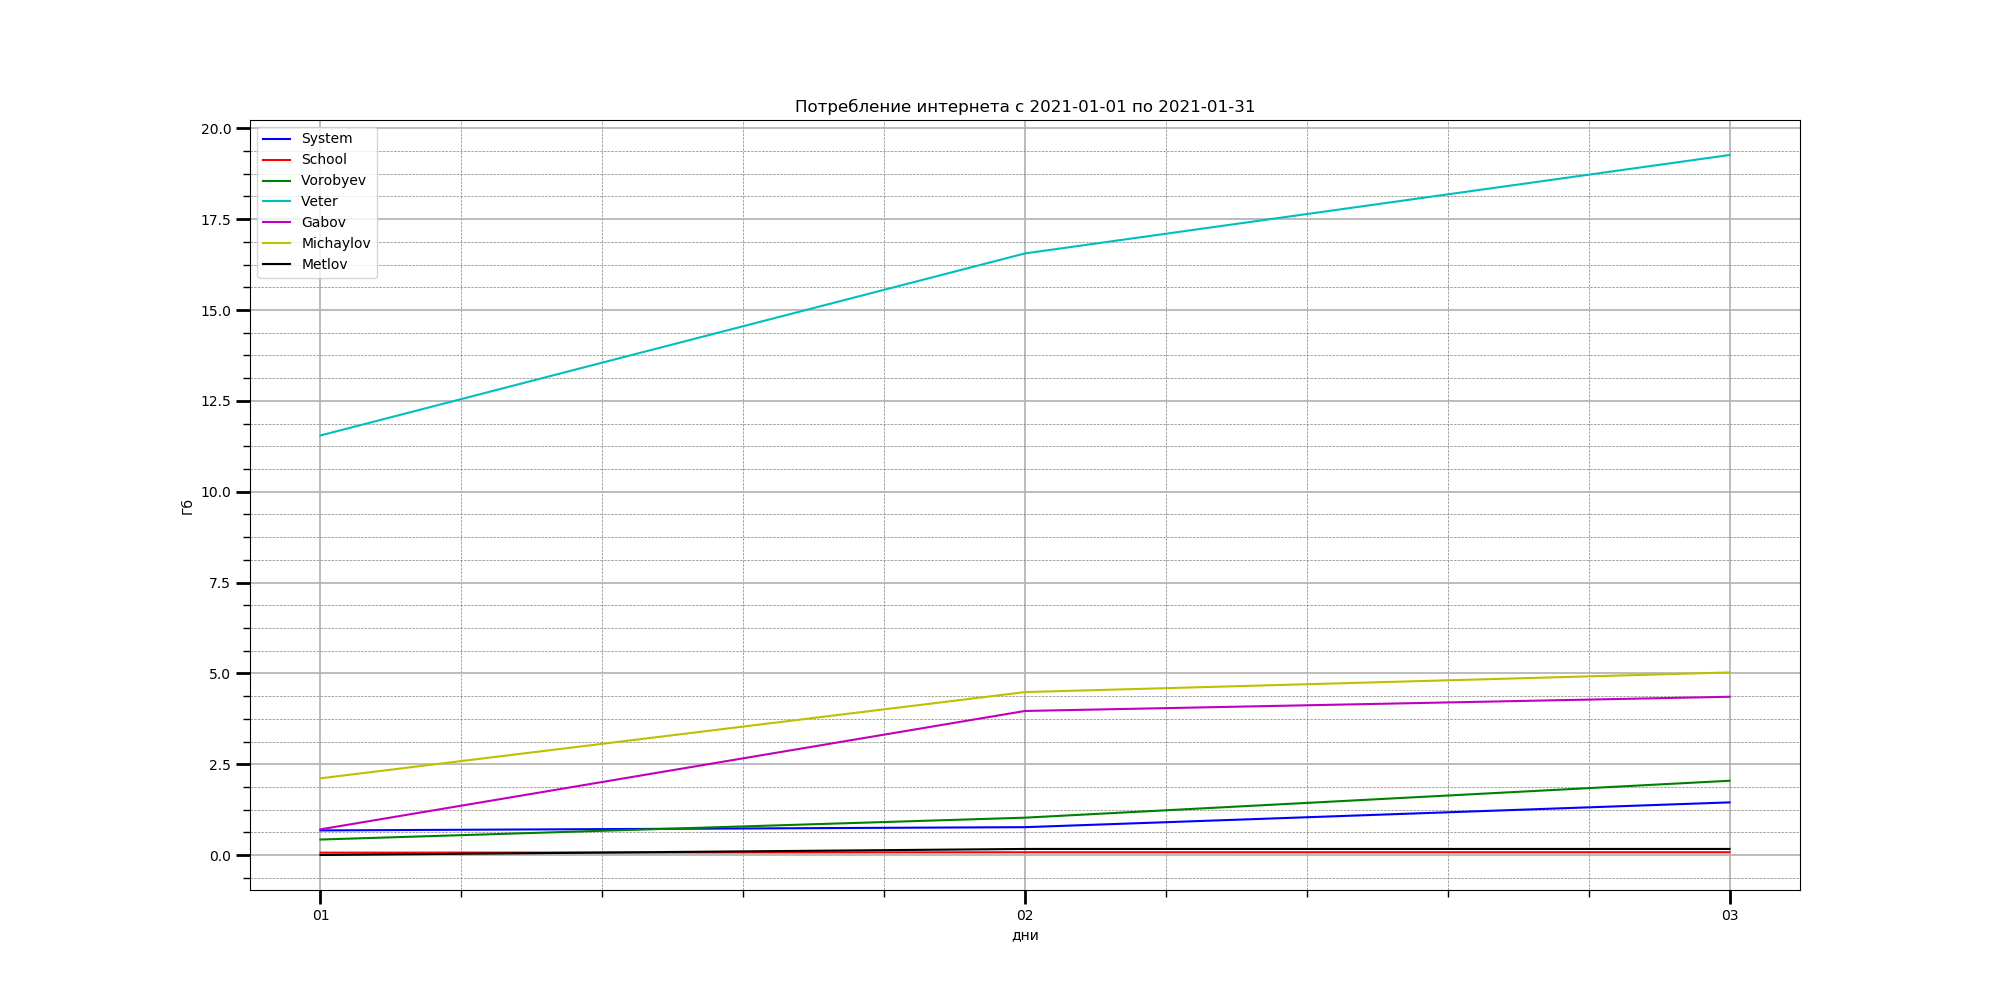 Потребление интернета с 2021-01-01 по 2021-01-31
System
School
Vorobyev
Veter
Gabov
Michaylov
Metlov
20.0
17.5
15.0
12.5
10.0
7.5
5.0
2.5
0.0
Гб
01
02
03
дни